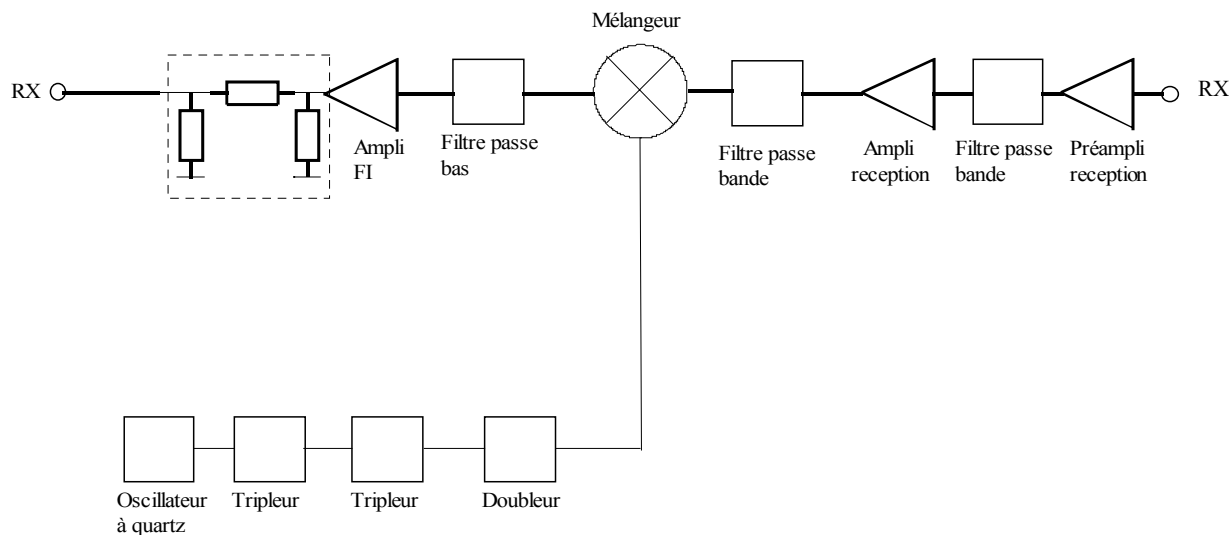 Mélangeur
RX
RX
Ampli
FI
Filtre passe
bas
Filtre passe
bande
Ampli
reception
Filtre passe
bande
Préampli
reception
Oscillateur
à quartz
Tripleur
Tripleur
Doubleur